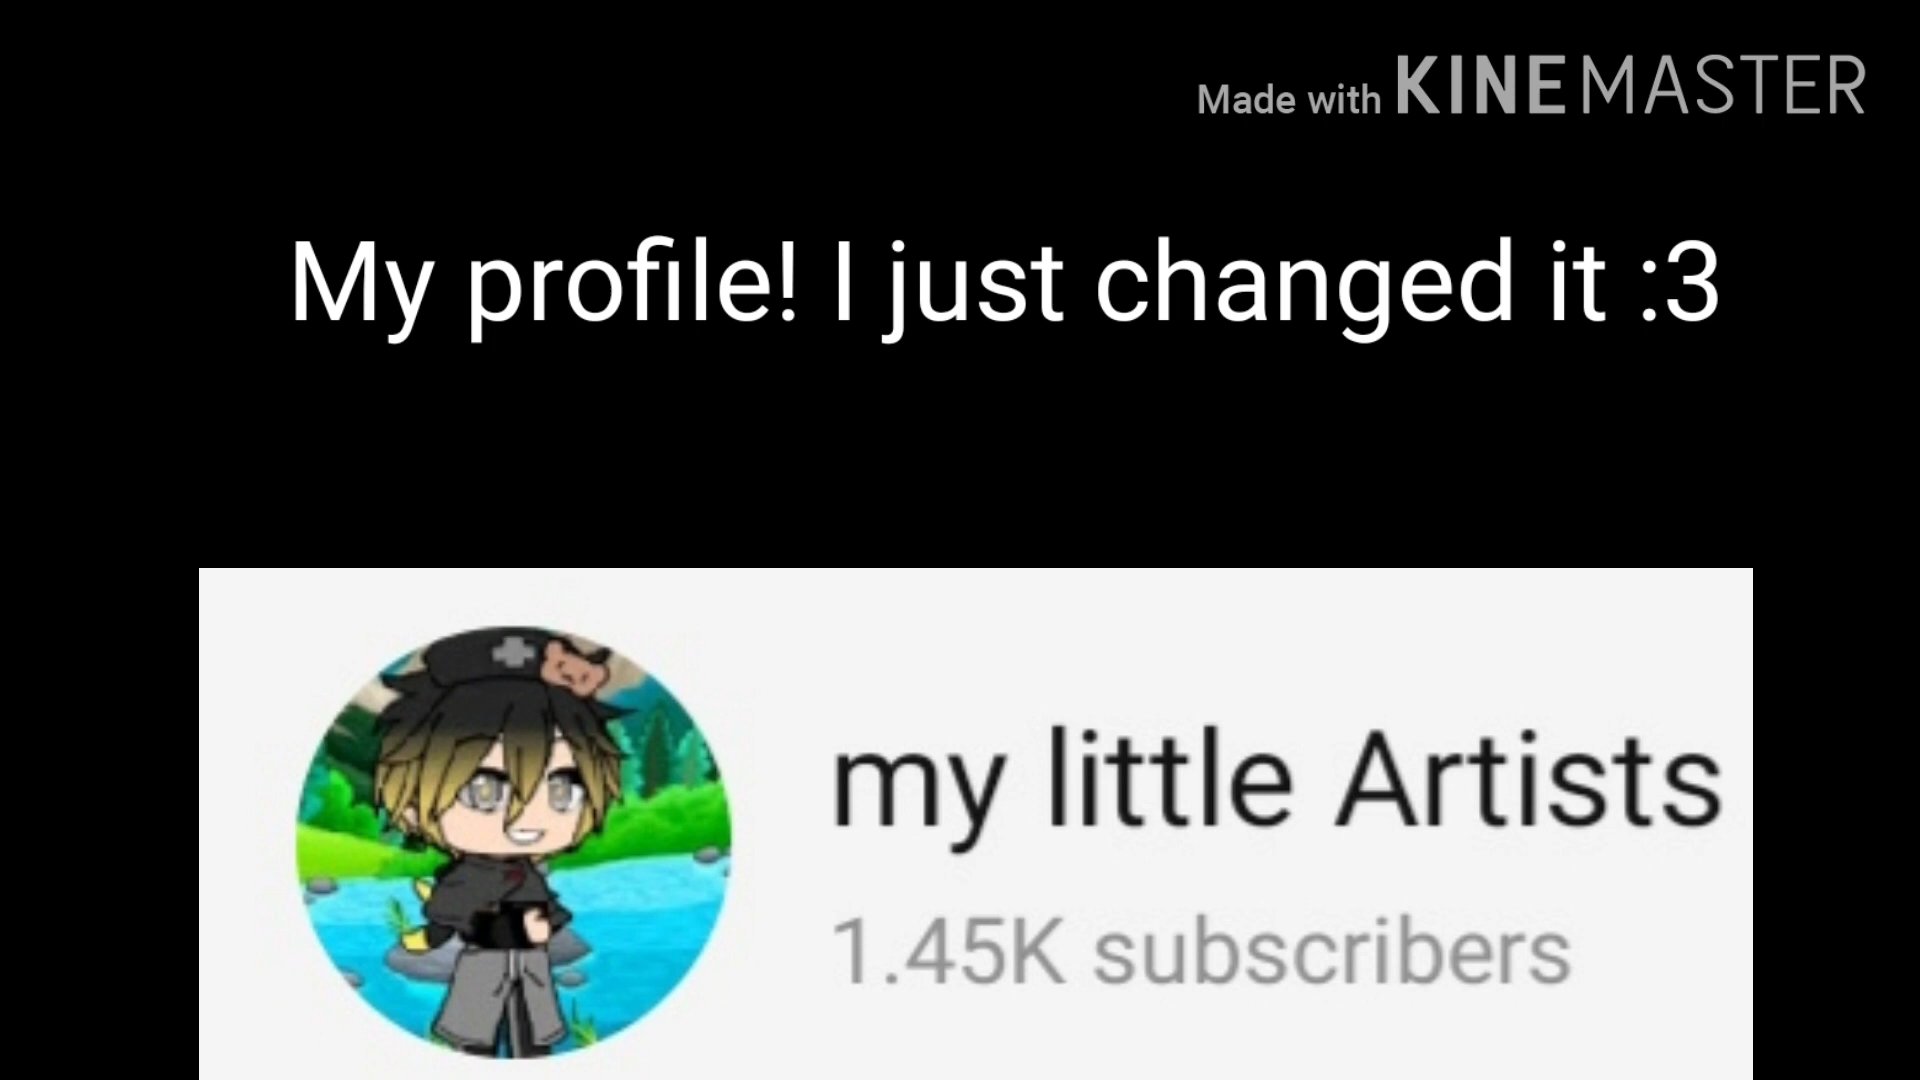 Made with KINEMASTER
My profile! I just changed it :3
my little Artists
1.45K subscribers